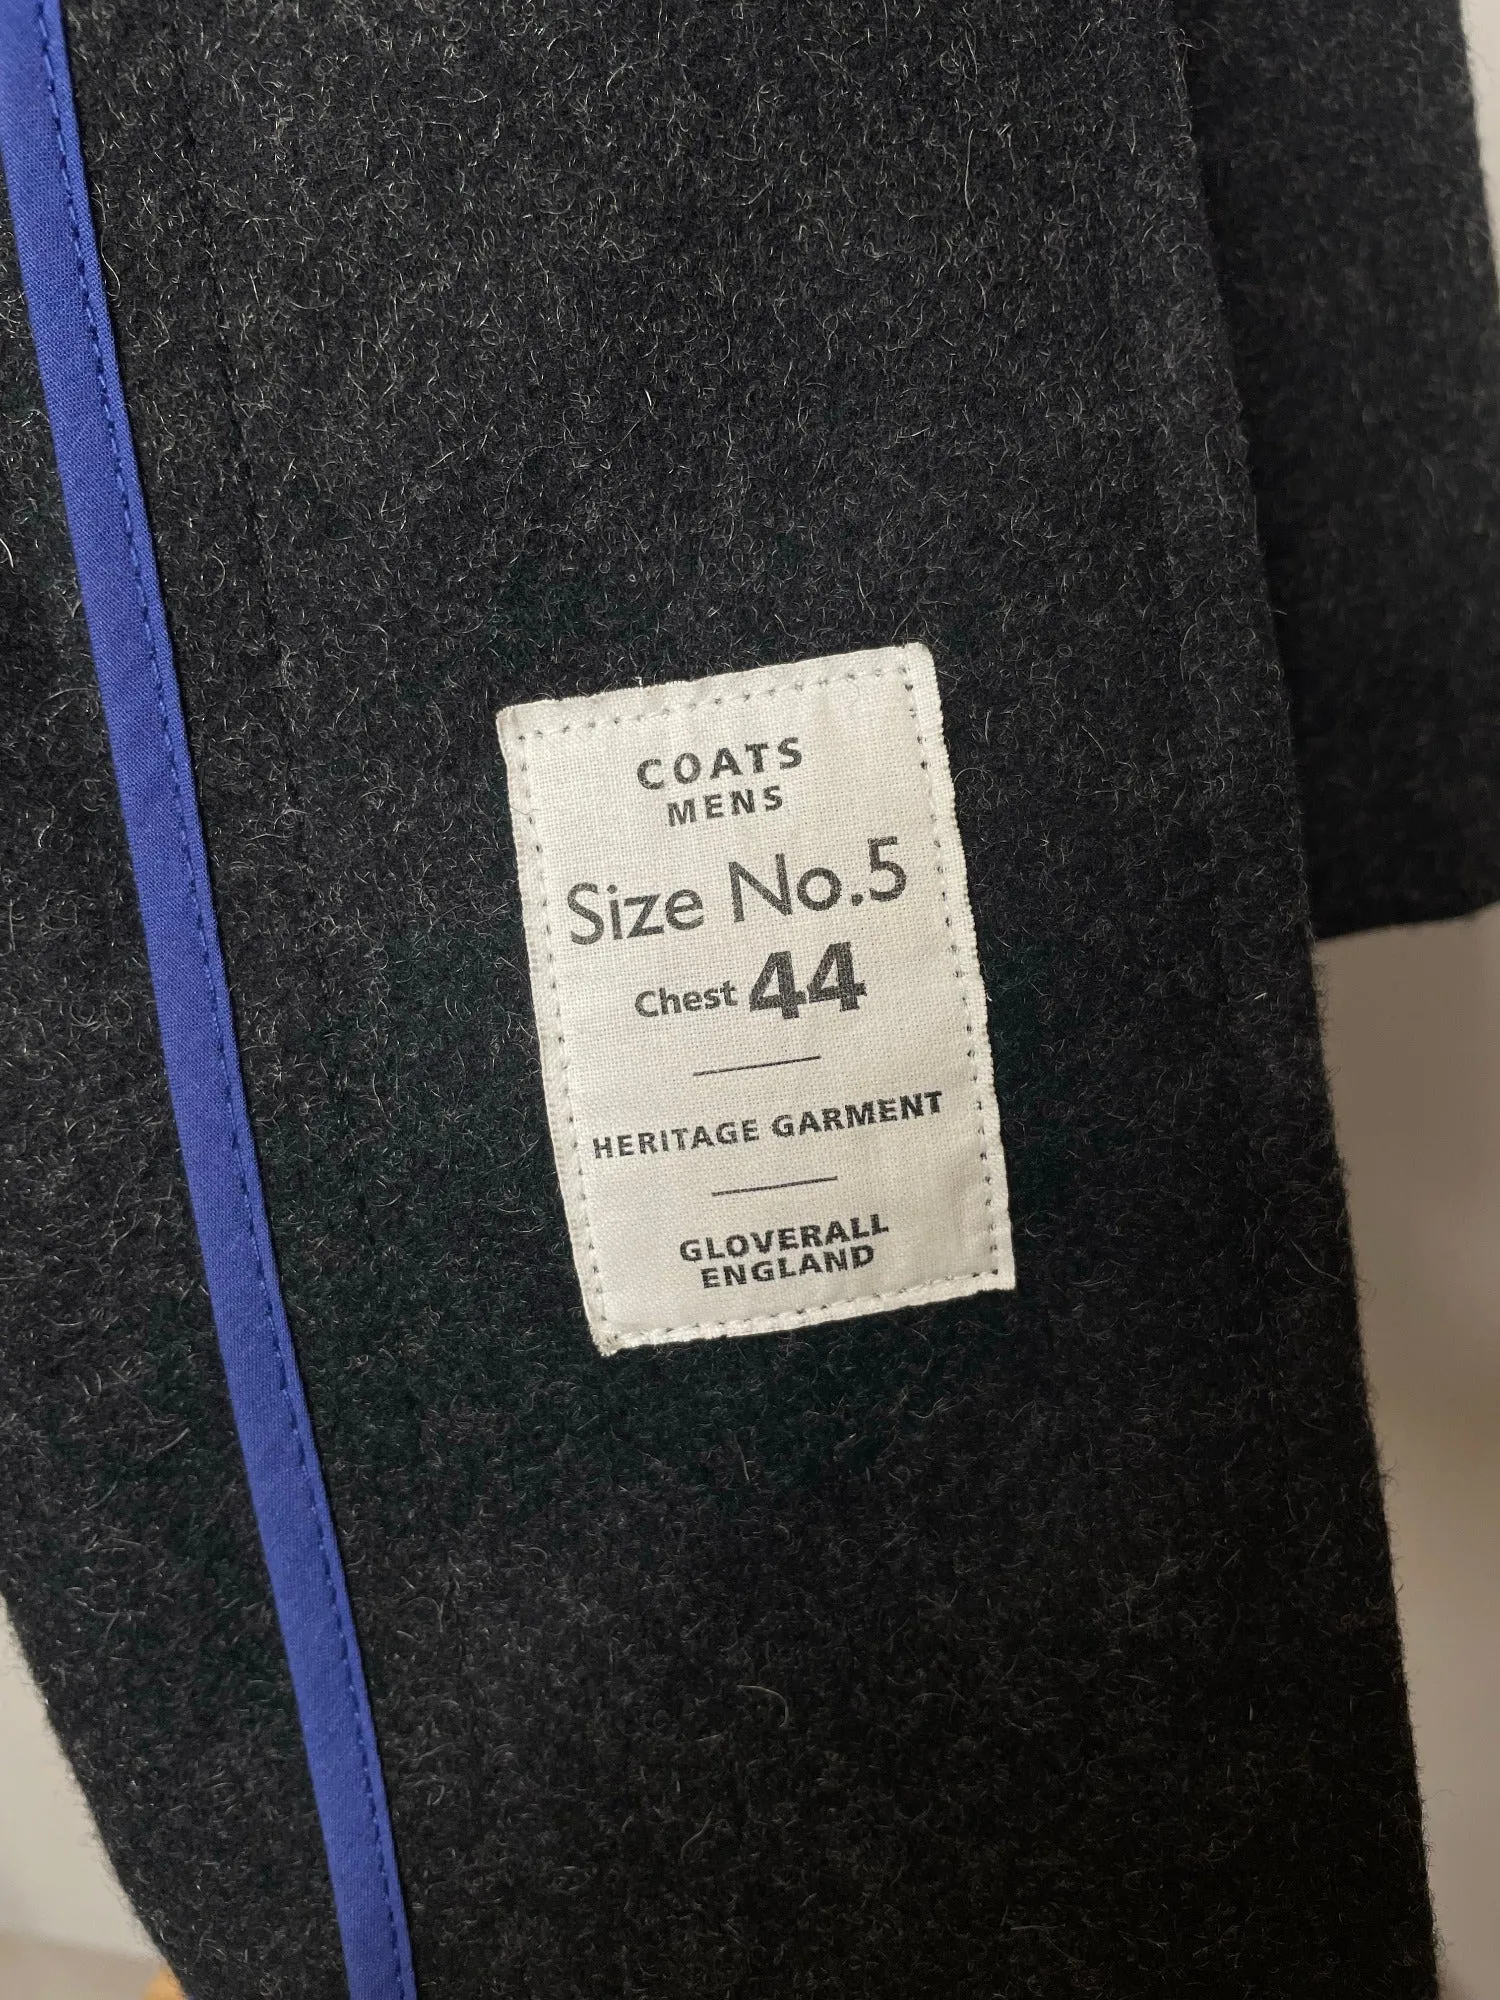 COATS
MENS
Size No.5
Chest 44
HERITAGE GARMENT
GLOVERALL
ENGLAND